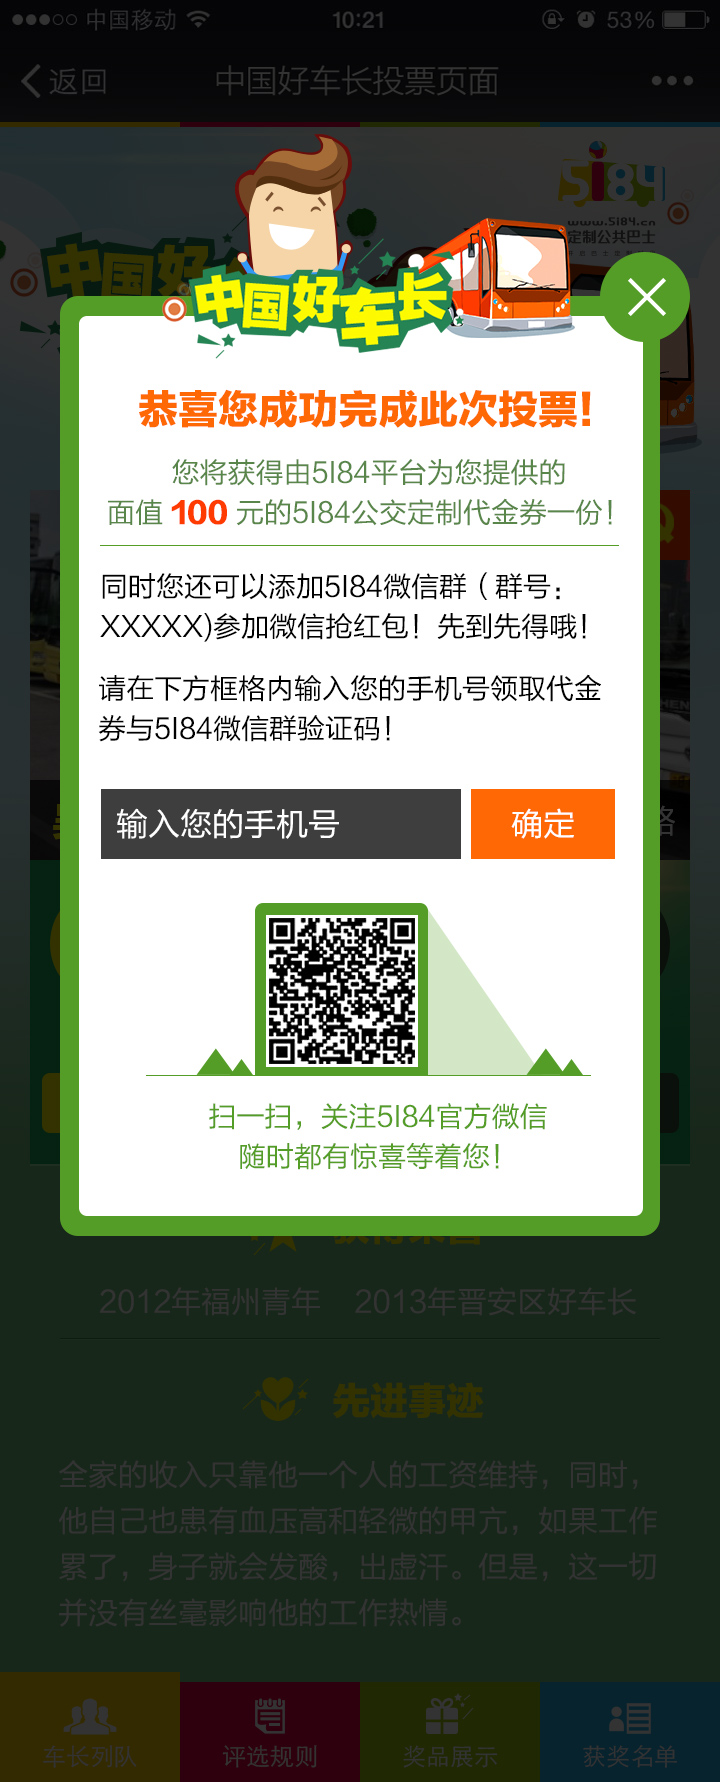 中国移动 10:21 53%
返回 中国好车长投票页面
5i84
www.5i84.cn
定制公共巴士
中国好
中国好车长
恭喜您成功完成此次投票!
您将获得由5I84平台为您提供的
面值 100 元的5I84公交定制代金券一份！
同时您还可以添加5I84微信群（群号：
XXXXX)参加微信抢红包！先到先得哦！
请在下方框格内输入您的手机号领取代金
券与5I84微信群验证码！
输入您的手机号 确定
扫一扫，关注5I84官方微信
随时都有惊喜等着您！
2012年福州青年 2013年晋安区好车长
先进事迹
全家的收入只靠他一个人的工资维持，同时，
他自己也患有血压高和轻微的甲亢，如果工作
累了，身子就会发酸，出虚汗。但是，这一切
并没有丝毫影响他的工作热情。
车长列队 评选规则 奖品展示 获奖名单